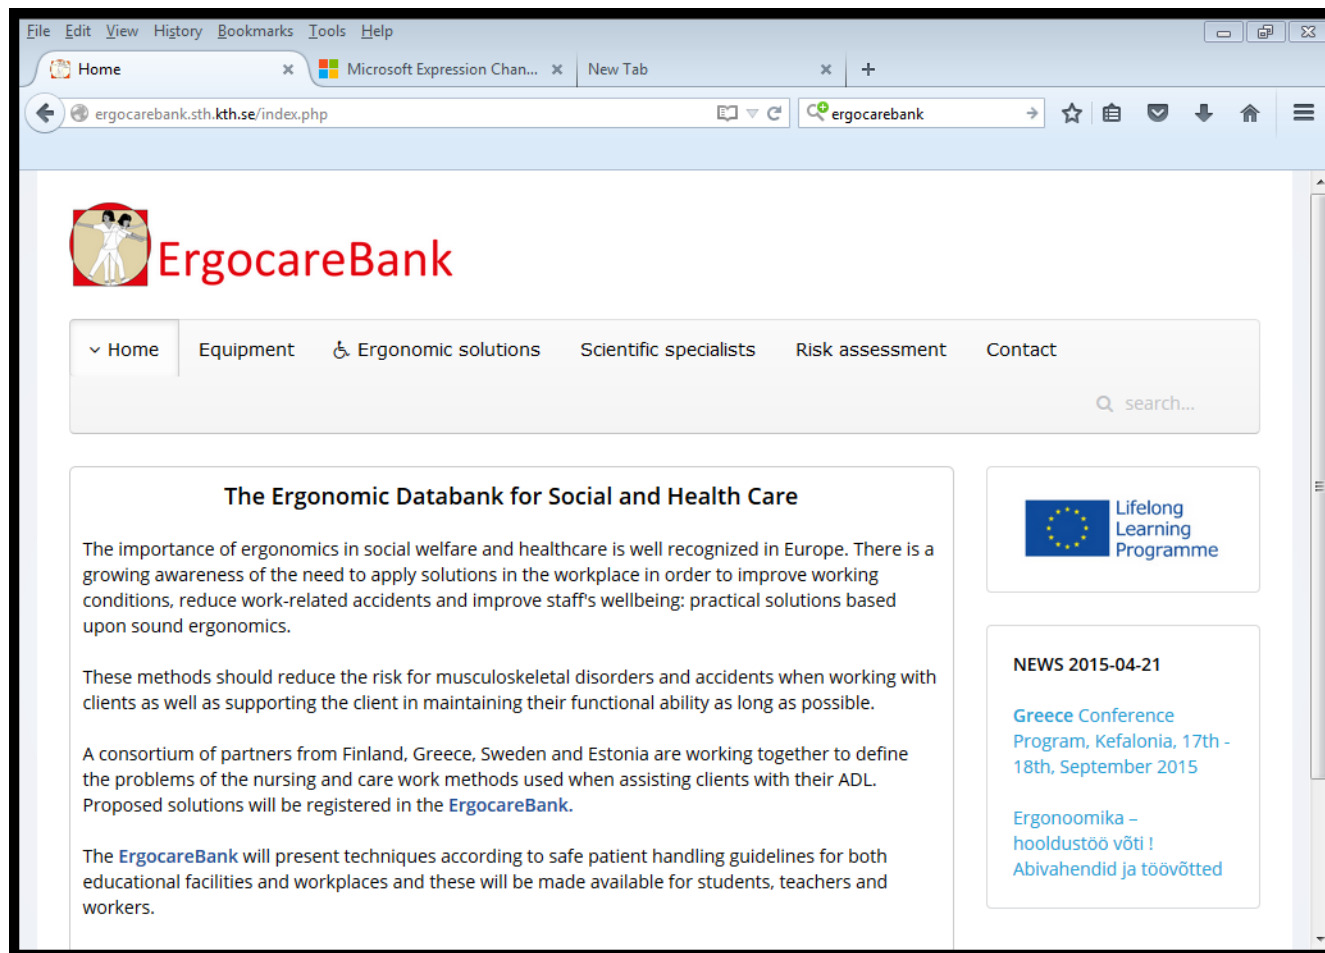 File Edit View History Bookmarks Tools Help
Home
Microsoft Expression Chan...
New Tab
ergocarebank.sth.kth.se/index.php
ergocarebank
ErgocareBank
Home Equipment Ergonomic solutions Scientific specialists Risk assessment Contact
search...
The Ergonomic Databank for Social and Health Care
The importance of ergonomics in social welfare and healthcare is well recognized in Europe. There is a
growing awareness of the need to apply solutions in the workplace in order to improve working
conditions, reduce work-related accidents and improve staff's wellbeing: practical solutions based
upon sound ergonomics.
These methods should reduce the risk for musculoskeletal disorders and accidents when working with
clients as well as supporting the client in maintaining their functional ability as long as possible.
A consortium of partners from Finland, Greece, Sweden and Estonia are working together to define
the problems of the nursing and care work methods used when assisting clients with their ADL.
Proposed solutions will be registered in the ErgocareBank.
The ErgocareBank will present techniques according to safe patient handling guidelines for both
educational facilities and workplaces and these will be made available for students, teachers and
workers.
Lifelong
Learning
Programme
NEWS 2015-04-21
Greece Conference
Program, Kefalonia, 17th -
18th, September 2015
Ergonoomika –
hooldustöö võti !
Abivahendid ja töövõtted